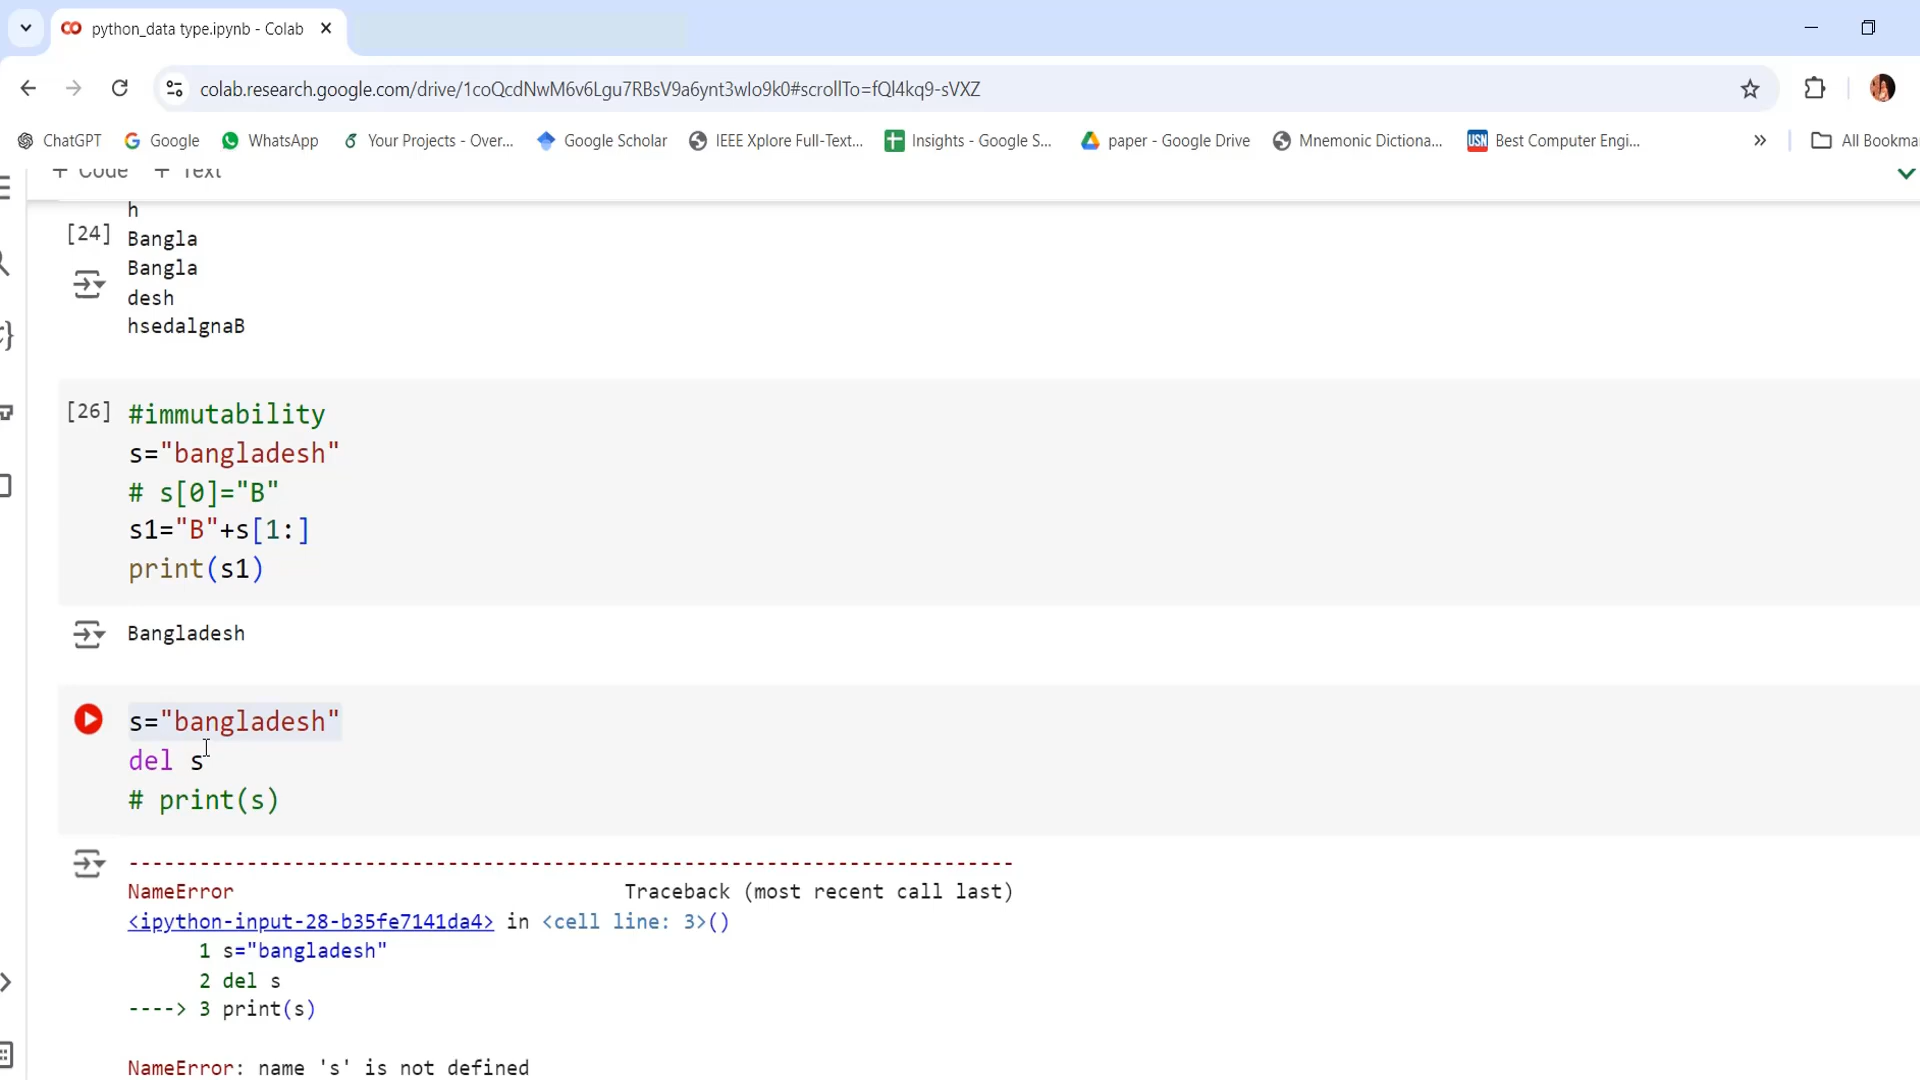 python_data type.ipynb - Colab
colab.research.google.com/drive/1coQcdNwM6v6Lgu7RBsV9a6ynt3wlo9k0#scrollTo=fQl4kq9-sVXZ
ChatGPT Google WhatsApp Your Projects - Over... Google Scholar IEEE Xplore Full-Text... Insights - Google S... paper - Google Drive Mnemonic Dictiona... USN Best Computer Engi... » All Bookma
+ Code + Text
h
[24] Bangla
Bangla
desh
hsedalgnaB
[26] #immutability
s="bangladesh"
# s[0]="B"
s1="B"+s[1:]
print(s1)
Bangladesh
s="bangladesh"
del s
# print(s)
---------------------------------------------------------------------------
NameError Traceback (most recent call last)
<ipython-input-28-b35fe7141da4> in <cell line: 3>()
1 s="bangladesh"
2 del s
----> 3 print(s)
NameError: name 's' is not defined